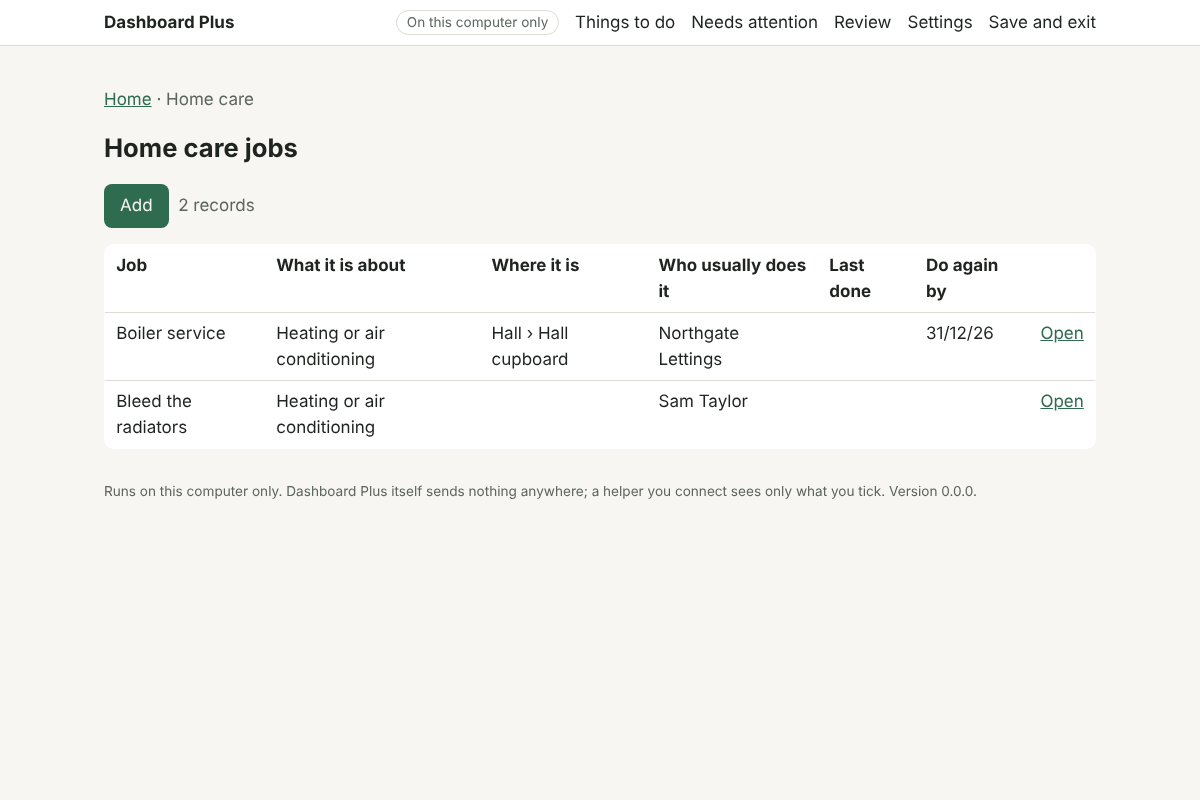 Dashboard Plus
On this computer only Things to do Needs attention Review Settings Save and exit
Home · Home care
Home care jobs
Add 2 records
Job What it is about Where it is Who usually does it Last done Do again by
Boiler service Heating or air conditioning Hall › Hall cupboard Northgate Lettings 31/12/26 Open
Bleed the radiators Heating or air conditioning Sam Taylor Open
Runs on this computer only. Dashboard Plus itself sends nothing anywhere; a helper you connect sees only what you tick. Version 0.0.0.